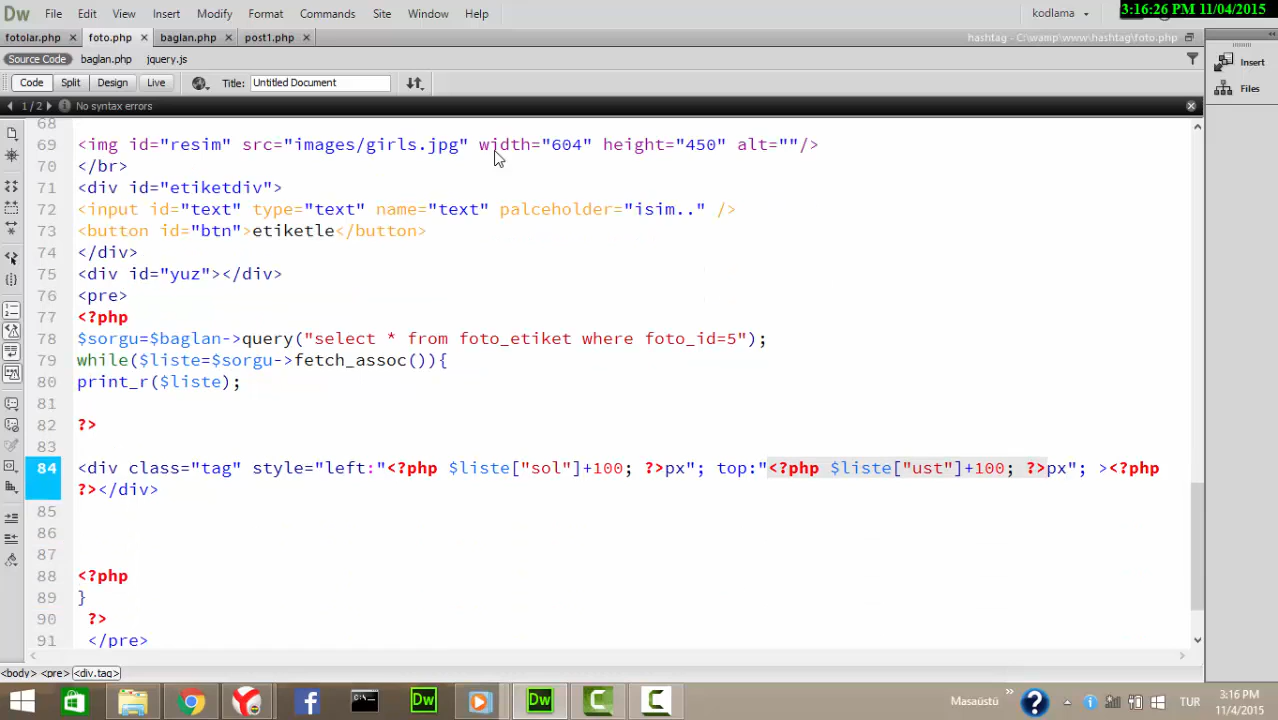 Dw File Edit View Insert Modify Format Commands Site Window Help kodlama 3:16:26 PM 11/04/2015
fotolar.php × foto.php × baglan.php × post1.php × hashtag - C:\wamp\www\hashtag\foto.php
Source Code baglan.php jquery.js
Code Split Design Live Title: Untitled Document
1/2 No syntax errors
Insert
Files
68
69 <img id="resim" src="images/girls.jpg" width="604" height="450" alt=""/>
70 </br>
71 <div id="etiketdiv">
72 <input id="text" type="text" name="text" palceholder="isim.." />
73 <button id="btn">etiketle</button>
74 </div>
75 <div id="yuz"></div>
76 <pre>
77 <?php
78 $sorgu=$baglan->query("select * from foto_etiket where foto_id=5");
79 while($liste=$sorgu->fetch_assoc()){
80 print_r($liste);
81
82 ?>
83
84 <div class="tag" style="left:"<?php $liste["sol"]+100; ?>px"; top:"<?php $liste["ust"]+100; ?>px"; ><?php
?></div>
85
86
87
88 <?php
89 }
90 ?>
91 </pre>
<body> <pre> <div.tag>
Masaüstü » TUR 3:16 PM
11/4/2015